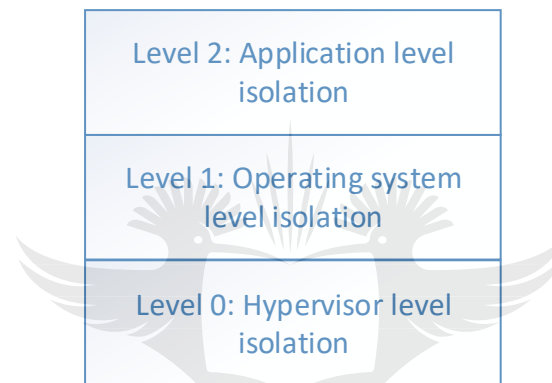 Level 2: Application level
isolation
Level 1: Operating system
level isolation
Level 0: Hypervisor level
isolation